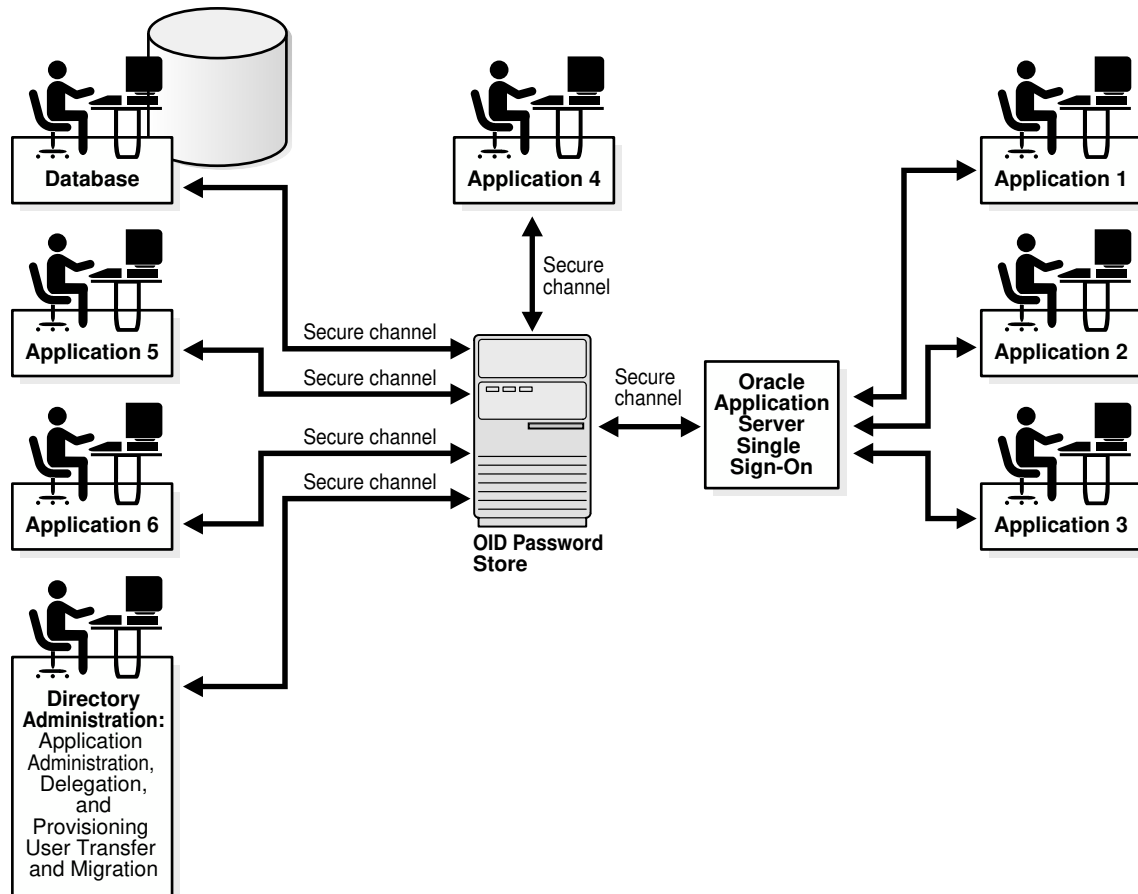 Database
Application 4
Application 1
Secure
channel
Application 5
Secure channel
Application 2
Secure channel
Secure
channel
Oracle
Application
Server
Single
Sign-On
Secure channel
Secure channel
Application 6
OID Password
Store
Application 3
Directory
Administration:
Application
Administration,
Delegation,
and
Provisioning
User Transfer
and Migration